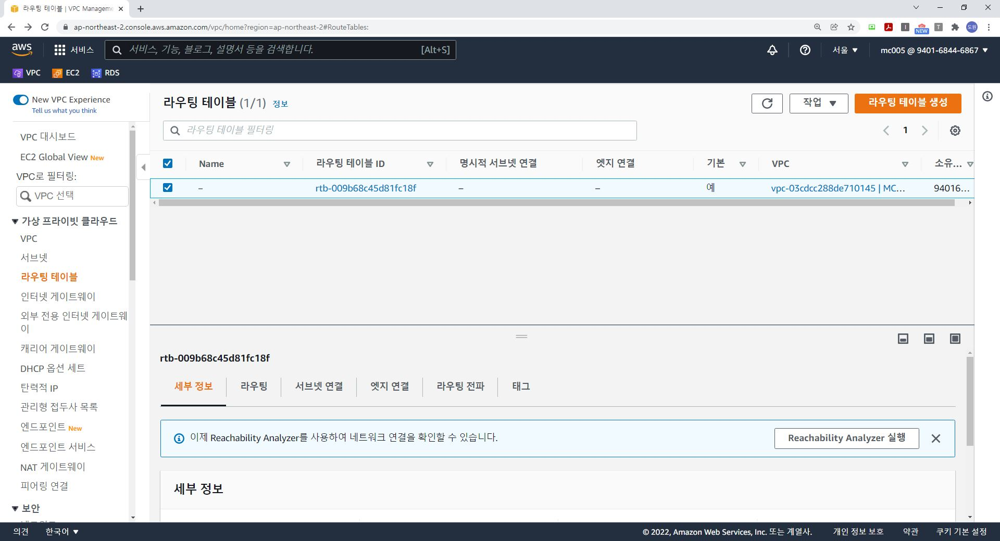 라우팅 테이블 | VPC Manageme
ap-northeast-2.console.aws.amazon.com/vpc/home?region=ap-northeast-2#RouteTables:
NEW
I
T
도원
aws
서비스
서비스, 기능, 블로그, 설명서 등을 검색합니다.
[Alt+S]
서울
mc005 @ 9401-6844-6867
VPC
EC2
RDS
New VPC Experience
Tell us what you think
VPC 대시보드
EC2 Global View New
VPC로 필터링:
VPC 선택
가상 프라이빗 클라우드
VPC
서브넷
라우팅 테이블
인터넷 게이트웨이
외부 전용 인터넷 게이트웨
이
캐리어 게이트웨이
DHCP 옵션 세트
탄력적 IP
관리형 접두사 목록
엔드포인트 New
엔드포인트 서비스
NAT 게이트웨이
피어링 연결
보안
라우팅 테이블 (1/1) 정보
작업
라우팅 테이블 생성
라우팅 테이블 필터링
1
Name
라우팅 테이블 ID
명시적 서브넷 연결
엣지 연결
기본
VPC
소유...
–
rtb-009b68c45d81fc18f
–
–
예
vpc-03cdcc288de710145 | MC...
94016...
rtb-009b68c45d81fc18f
세부 정보
라우팅
서브넷 연결
엣지 연결
라우팅 전파
태그
이제 Reachability Analyzer를 사용하여 네트워크 연결을 확인할 수 있습니다.
Reachability Analyzer 실행
세부 정보
의견
한국어
© 2022, Amazon Web Services, Inc. 또는 계열사.
개인 정보 보호
약관
쿠키 기본 설정